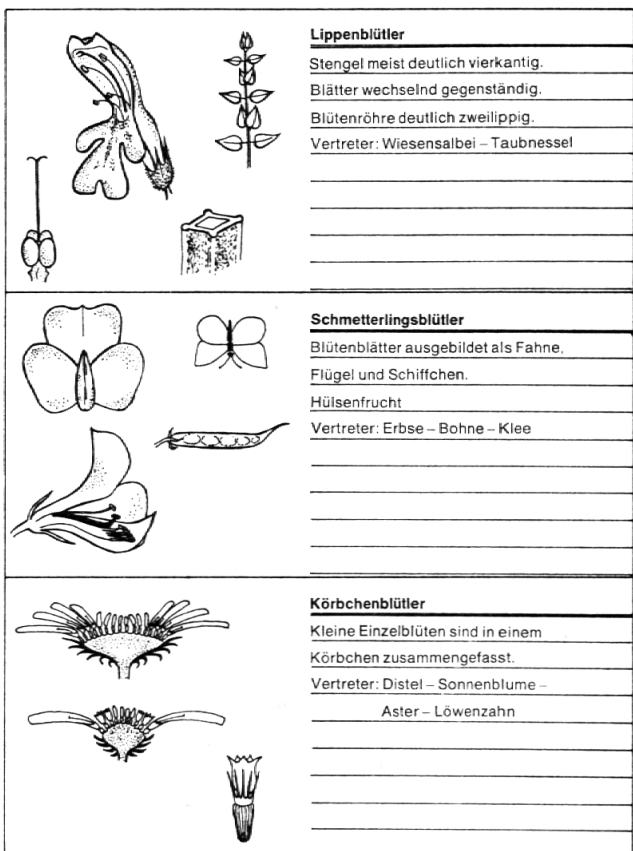 Lippenblütler
Stengel meist deutlich vierkantig.
Blätter wechselnd gegenständig.
Blütenröhre deutlich zweilippig.
Vertreter: Wiesensalbei – Taubnessel
Schmetterlingsblütler
Blütenblätter ausgebildet als Fahne,
Flügel und Schiffchen.
Hülsenfrucht
Vertreter: Erbse – Bohne – Klee
Körbchenblütler
Kleine Einzelblüten sind in einem
Körbchen zusammengefasst.
Vertreter: Distel – Sonnenblume –
Aster – Löwenzahn